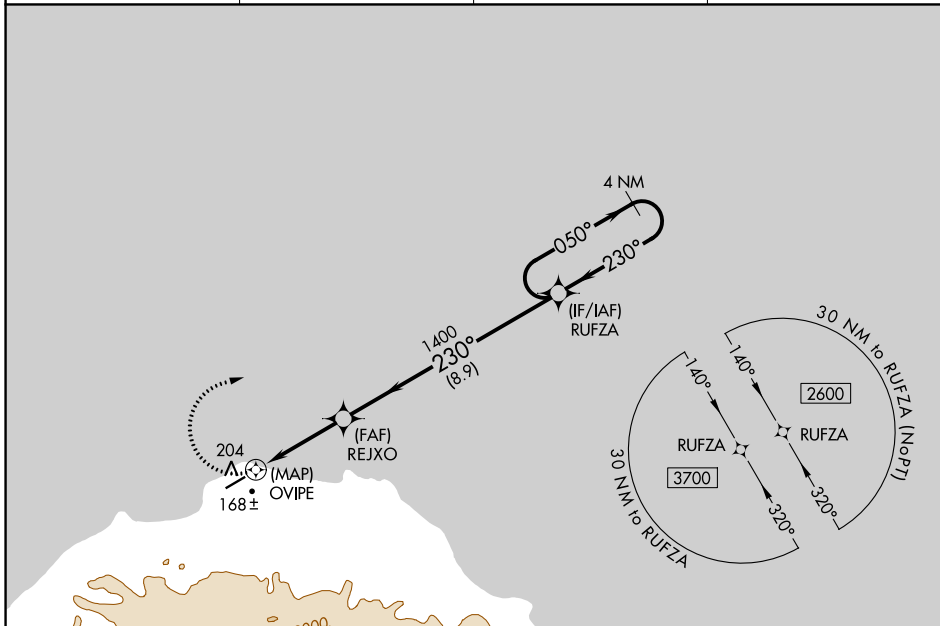 4 NM
050°
230°
(IF/IAF)
RUFZA
1400
230°
(8.9)
(FAF)
REJXO
204
(MAP)
OVIPE
168±
30 NM to RUFZA (NoPT)
140°
2600
RUFZA
320°
140°
RUFZA
3700
320°
30 NM to RUFZA